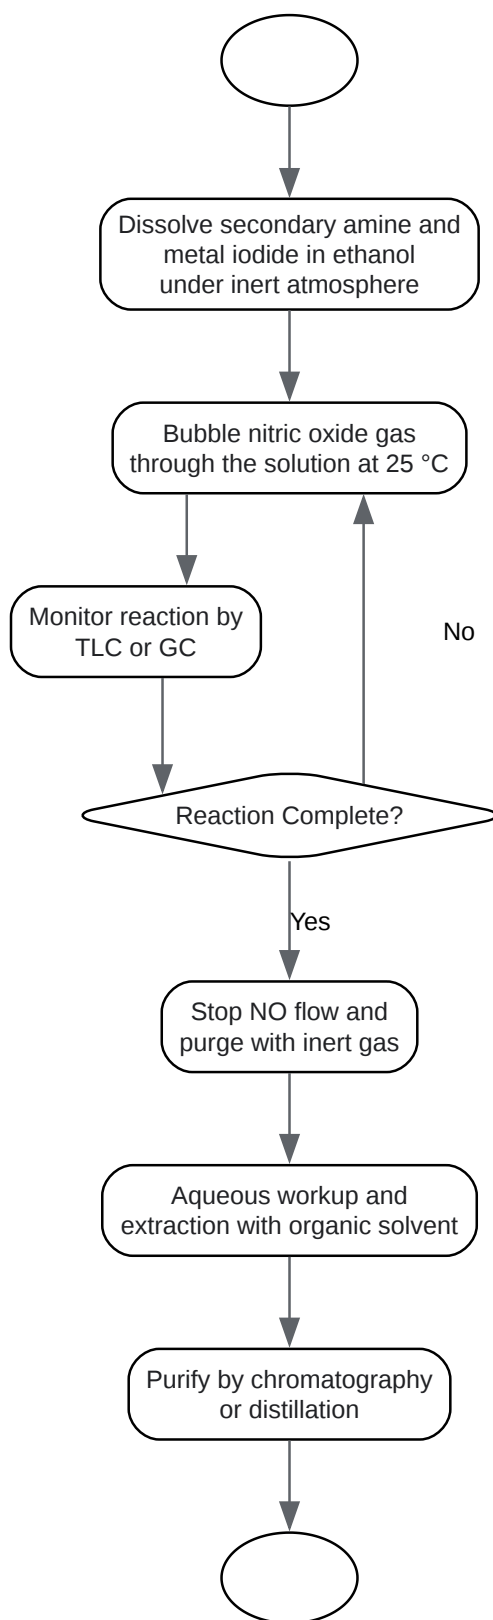 Dissolve secondary amine and
metal iodide in ethanol
under inert atmosphere
Bubble nitric oxide gas
through the solution at 25 °C
Monitor reaction by
TLC or GC
No
Reaction Complete?
Yes
Stop NO flow and
purge with inert gas
Aqueous workup and
extraction with organic solvent
Purify by chromatography
or distillation